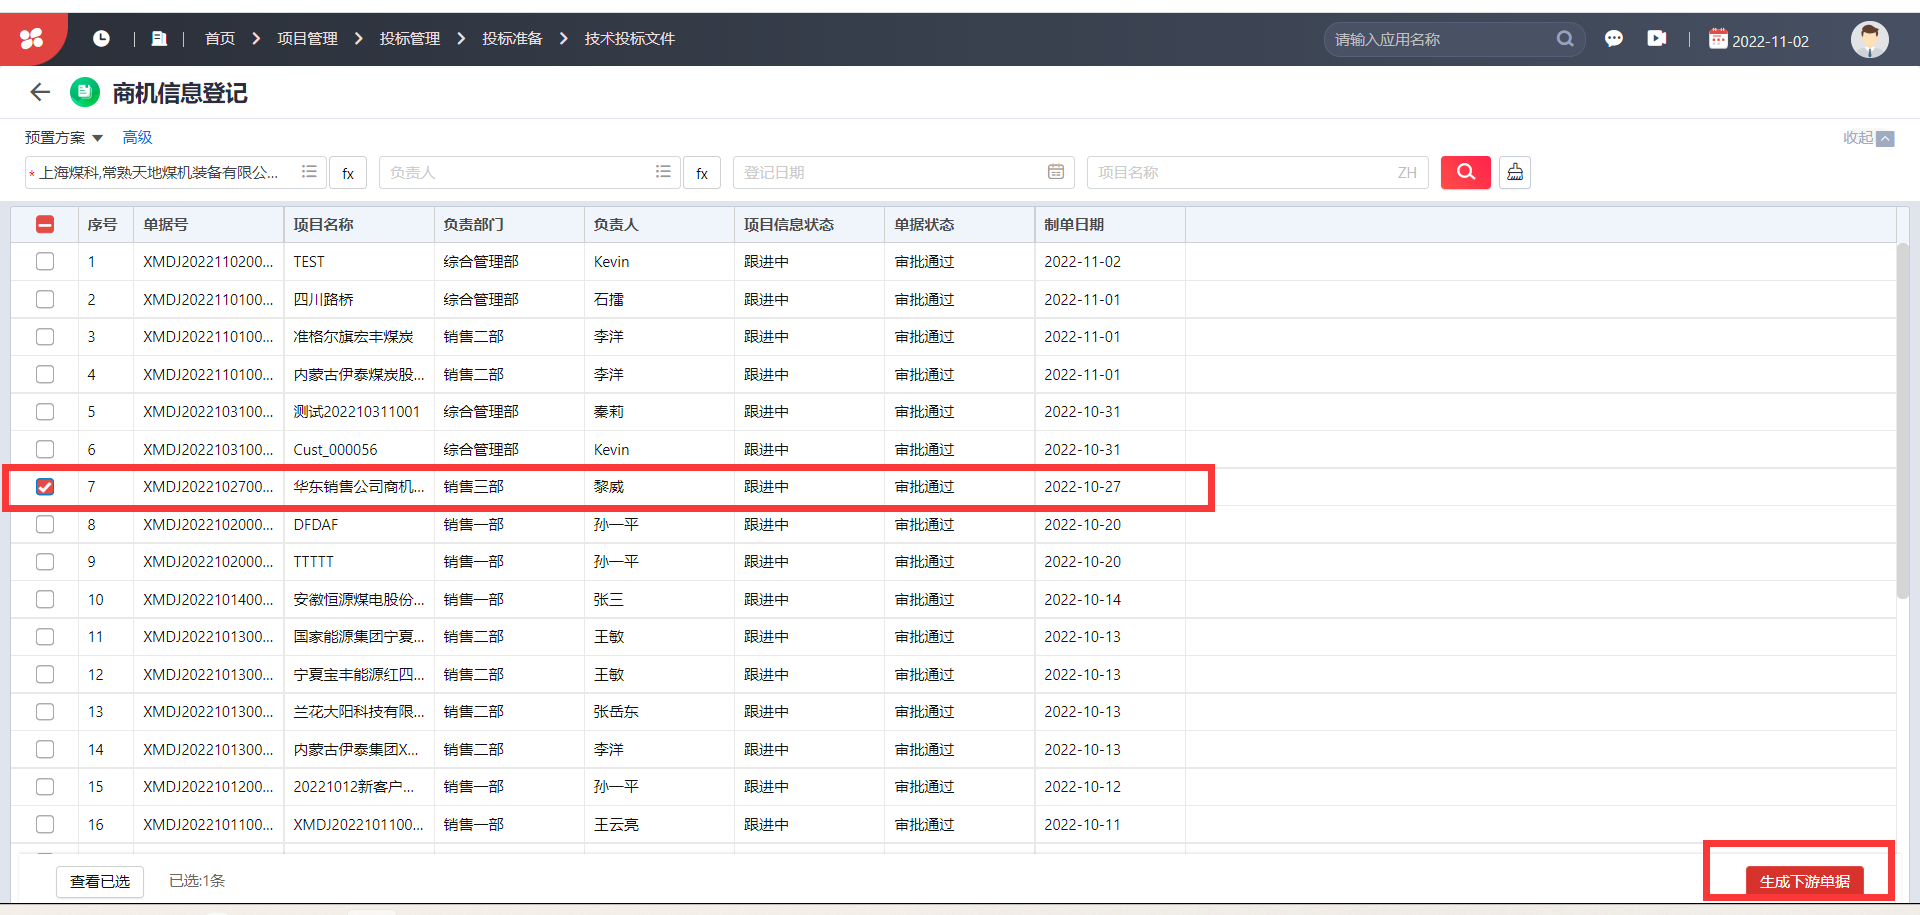 首页 项目管理 投标管理 投标准备 技术投标文件 请输入应用名称 2022-11-02
商机信息登记
预置方案 高级 收起
* 上海煤科,常熟天地煤机装备有限公... fx 负责人 fx 登记日期 项目名称 ZH
序号 单据号 项目名称 负责部门 负责人 项目信息状态 单据状态 制单日期
1 XMDJ2022110200... TEST 综合管理部 Kevin 跟进中 审批通过 2022-11-02
2 XMDJ2022110100... 四川路桥 综合管理部 石擂 跟进中 审批通过 2022-11-01
3 XMDJ2022110100... 准格尔旗宏丰煤炭 销售二部 李洋 跟进中 审批通过 2022-11-01
4 XMDJ2022110100... 内蒙古伊泰煤炭股... 销售二部 李洋 跟进中 审批通过 2022-11-01
5 XMDJ2022103100... 测试202210311001 综合管理部 秦莉 跟进中 审批通过 2022-10-31
6 XMDJ2022103100... Cust_000056 综合管理部 Kevin 跟进中 审批通过 2022-10-31
7 XMDJ2022102700... 华东销售公司商机... 销售三部 黎威 跟进中 审批通过 2022-10-27
8 XMDJ2022102000... DFDAF 销售一部 孙一平 跟进中 审批通过 2022-10-20
9 XMDJ2022102000... TTTTT 销售一部 孙一平 跟进中 审批通过 2022-10-20
10 XMDJ2022101400... 安徽恒源煤电股份... 销售一部 张三 跟进中 审批通过 2022-10-14
11 XMDJ2022101300... 国家能源集团宁夏... 销售二部 王敏 跟进中 审批通过 2022-10-13
12 XMDJ2022101300... 宁夏宝丰能源红四... 销售二部 王敏 跟进中 审批通过 2022-10-13
13 XMDJ2022101300... 兰花大阳科技有限... 销售二部 张岳东 跟进中 审批通过 2022-10-13
14 XMDJ2022101300... 内蒙古伊泰集团X... 销售二部 李洋 跟进中 审批通过 2022-10-13
15 XMDJ2022101200... 20221012新客户... 销售一部 孙一平 跟进中 审批通过 2022-10-12
16 XMDJ2022101100... XMDJ2022101100... 销售一部 王云亮 跟进中 审批通过 2022-10-11
查看已选 已选:1条 生成下游单据